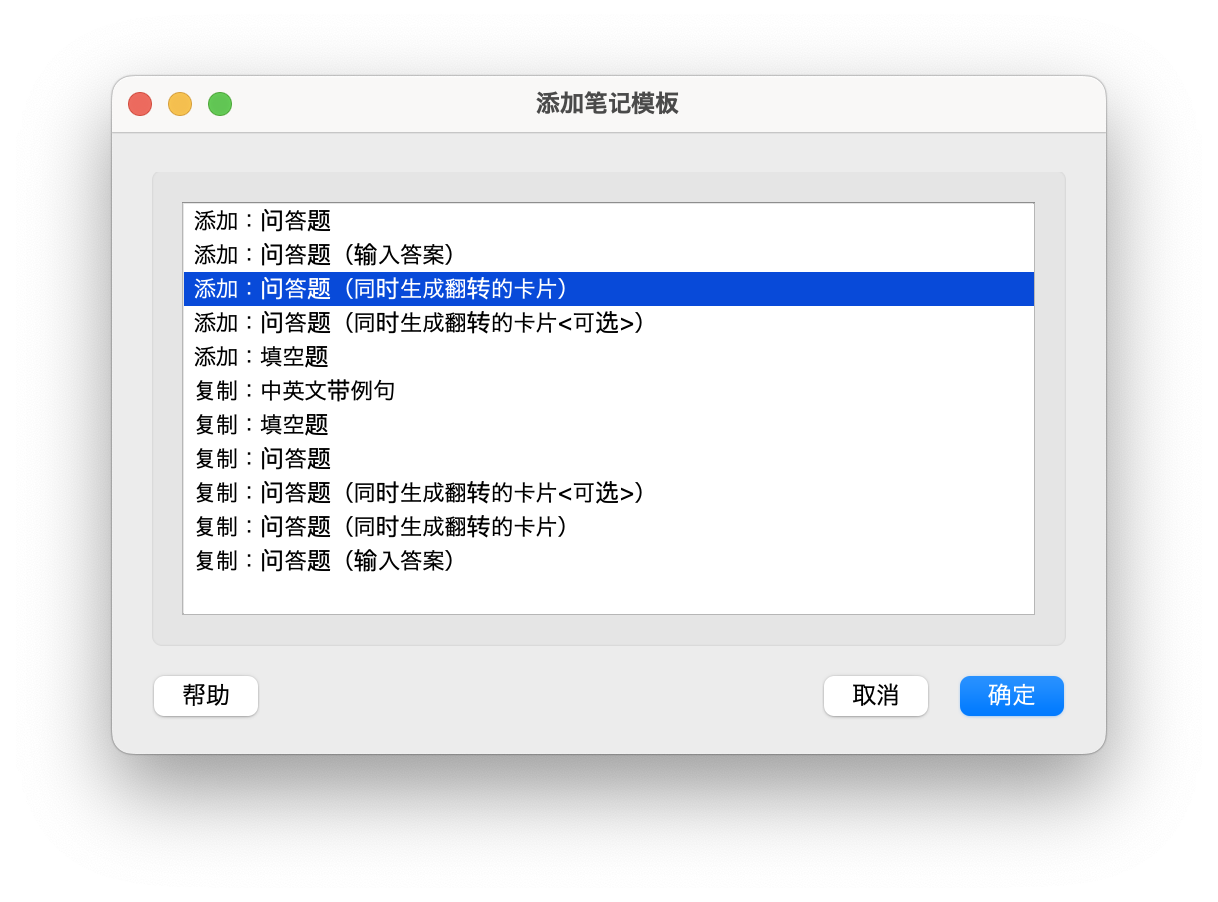 添加笔记模板
添加：问答题
添加：问答题（输入答案）
添加：问答题（同时生成翻转的卡片）
添加：问答题（同时生成翻转的卡片<可选>）
添加：填空题
复制：中英文带例句
复制：填空题
复制：问答题
复制：问答题（同时生成翻转的卡片<可选>）
复制：问答题（同时生成翻转的卡片）
复制：问答题（输入答案）
帮助 取消 确定